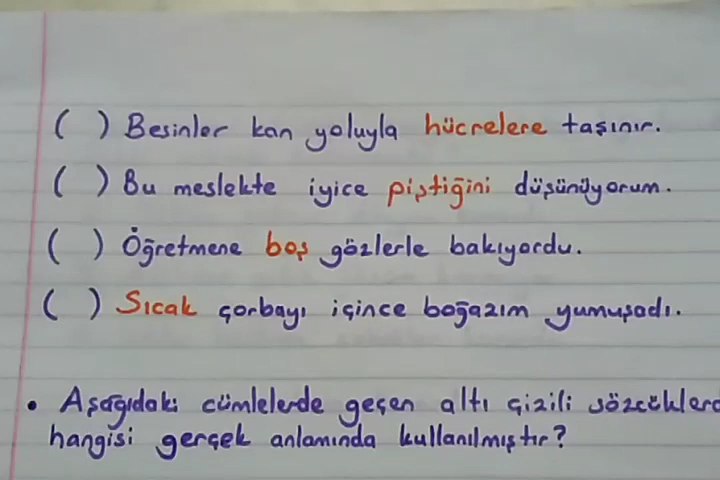 ( ) Besinler kan yoluyla hücrelere taşınır.
( ) Bu meslekte iyice piştiğini düşünüyorum.
( ) Öğretmene boş gözlerle bakıyordu.
( ) Sıcak çorbayı içince boğazım yumuşadı.
• Aşağıdaki cümlelerde geçen altı çizili
hangisi gerçek anlamında kullanılmıştır?